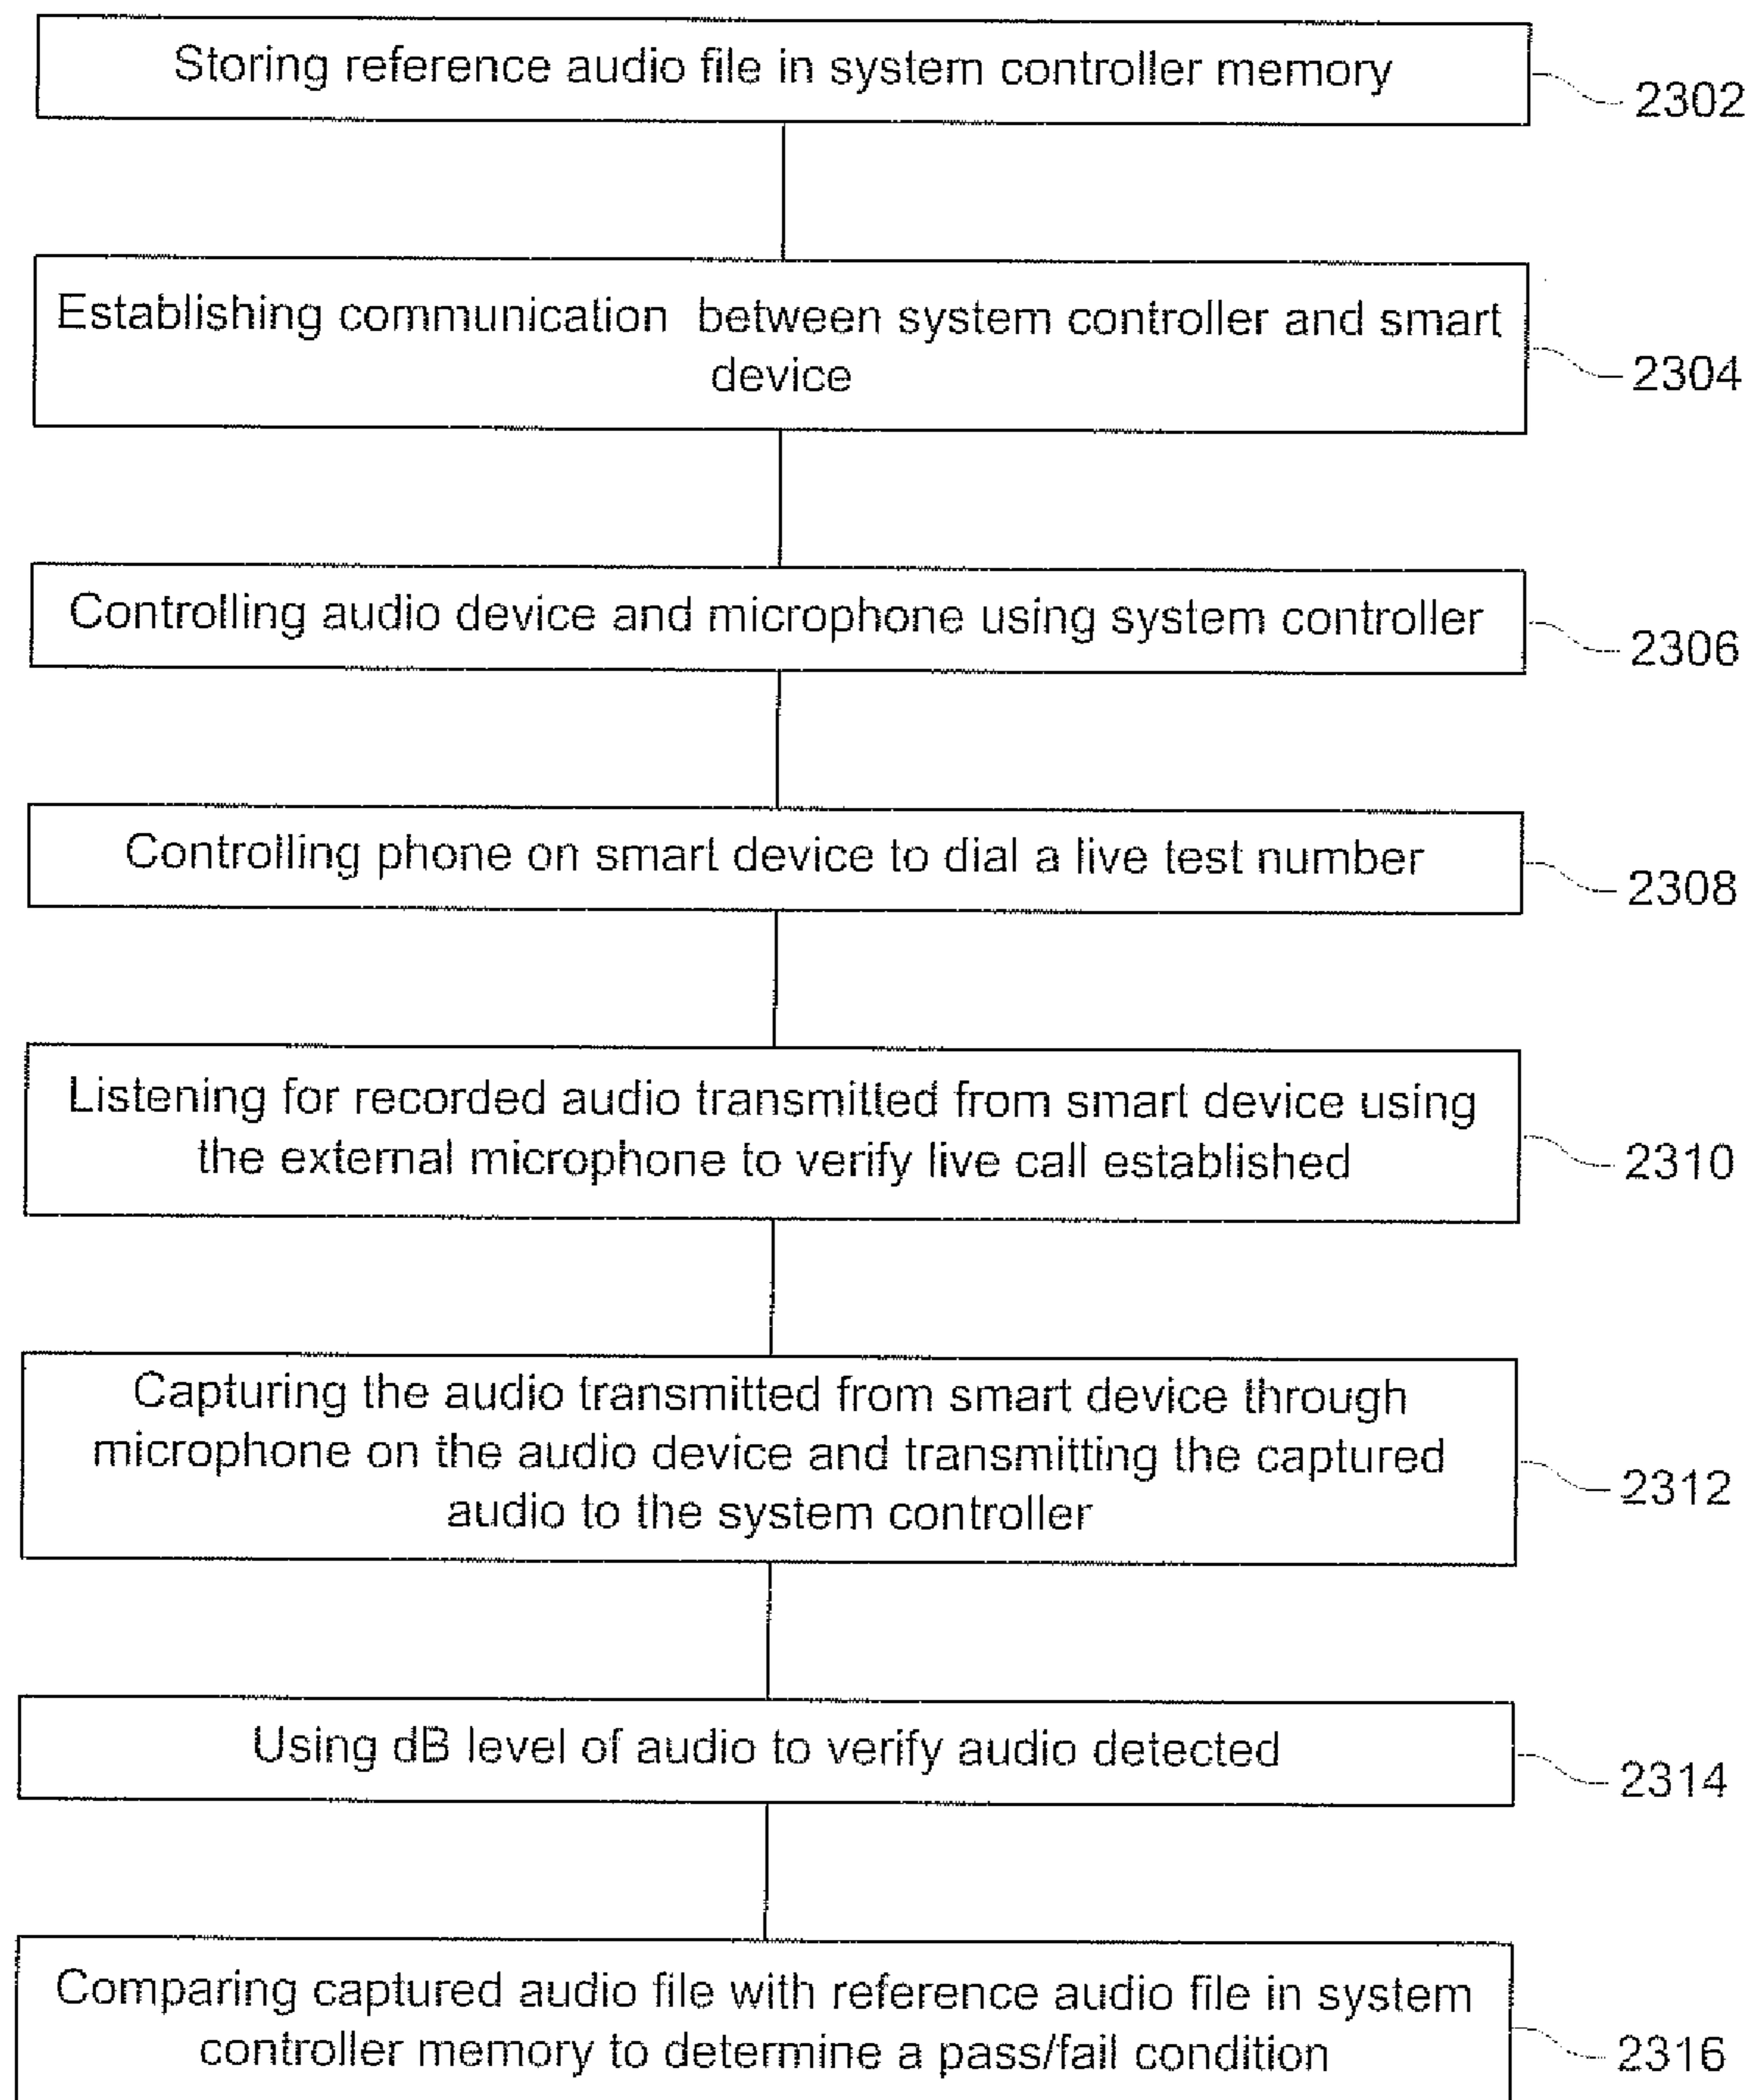 Storing reference audio file in system controller memory
2302
Establishing communication between system controller and smart
device
2304
Controlling audio device and microphone using system controller
2306
Controlling phone on smart device to dial a live test number
2308
Listening for recorded audio transmitted from smart device using
the external microphone to verify live call established
2310
Capturing the audio transmitted from smart device through
microphone on the audio device and transmitting the captured
audio to the system controller
2312
Using dB level of audio to verify audio detected
2314
Comparing captured audio file with reference audio file in system
controller memory to determine a pass/fail condition
2316